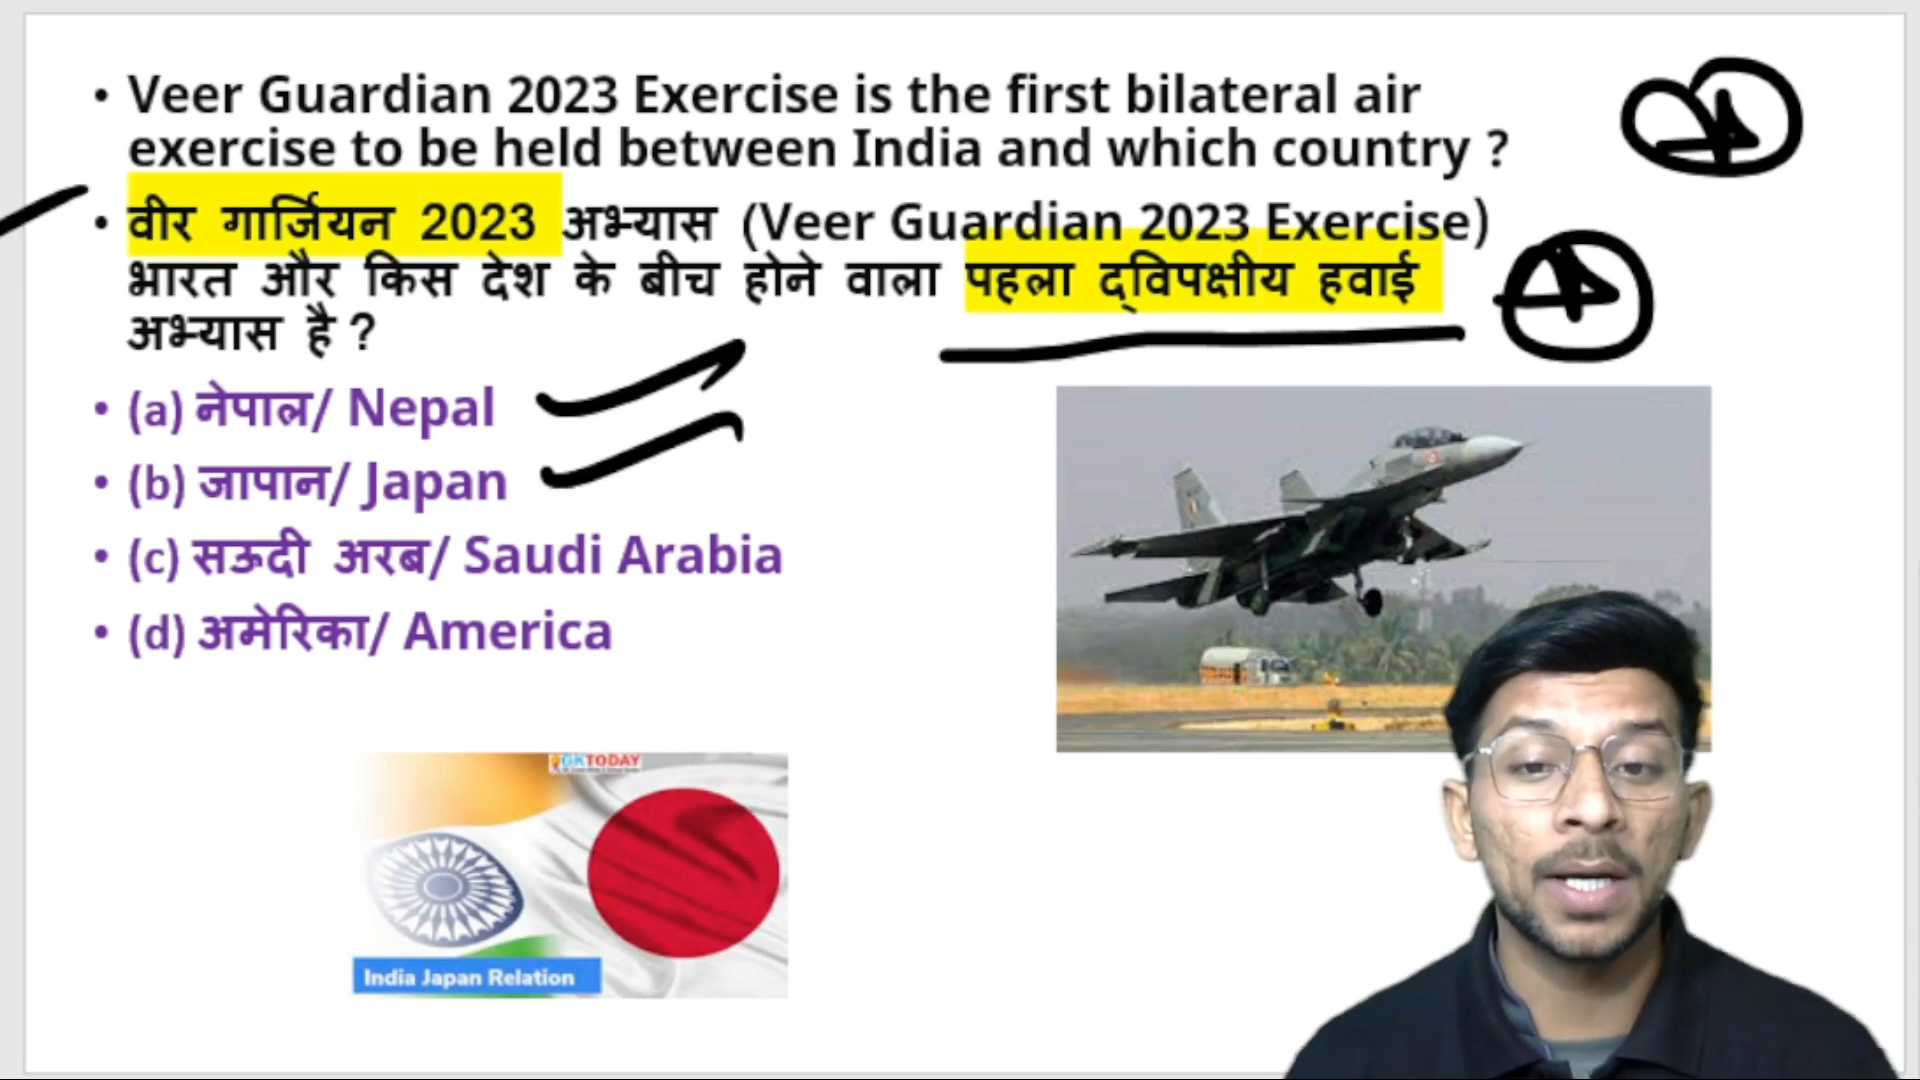 • Veer Guardian 2023 Exercise is the first bilateral air
exercise to be held between India and which country ?
• वीर गार्जियन 2023 अभ्यास (Veer Guardian 2023 Exercise)
भारत और किस देश के बीच होने वाला पहला द्विपक्षीय हवाई
अभ्यास है ?
• (a) नेपाल/ Nepal
• (b) जापान/ Japan
• (c) सऊदी अरब/ Saudi Arabia
• (d) अमेरिका/ America
GKTODAY
India Japan Relation